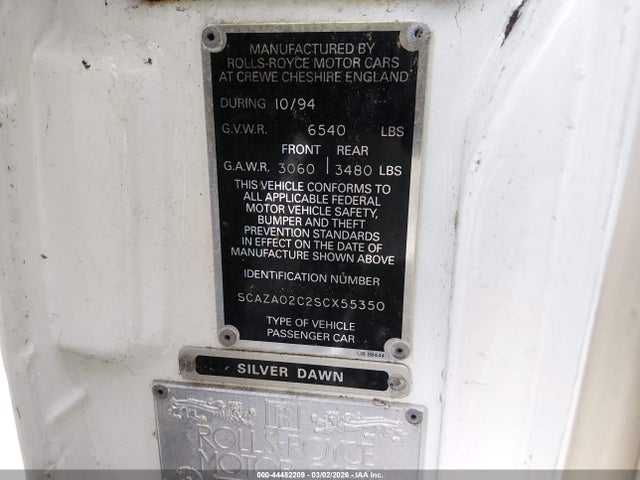 MANUFACTURED BY
ROLLS-ROYCE MOTOR CARS
AT CREWE CHESHIRE ENGLAND
DURING 10/94
G.V.W.R. 6540 LBS
FRONT REAR
G.A.W.R. 3060 | 3480 LBS
THIS VEHICLE CONFORMS TO
ALL APPLICABLE FEDERAL
MOTOR VEHICLE SAFETY,
BUMPER AND THEFT
PREVENTION STANDARDS
IN EFFECT ON THE DATE OF
MANUFACTURE SHOWN ABOVE
IDENTIFICATION NUMBER
SCAZA02C2SCX55350
TYPE OF VEHICLE
PASSENGER CAR
SILVER DAWN
ROLLS-ROYCE
MOTOR
000-44482209 - 03/02/2026 - COPYRIGHT IAA, LLC